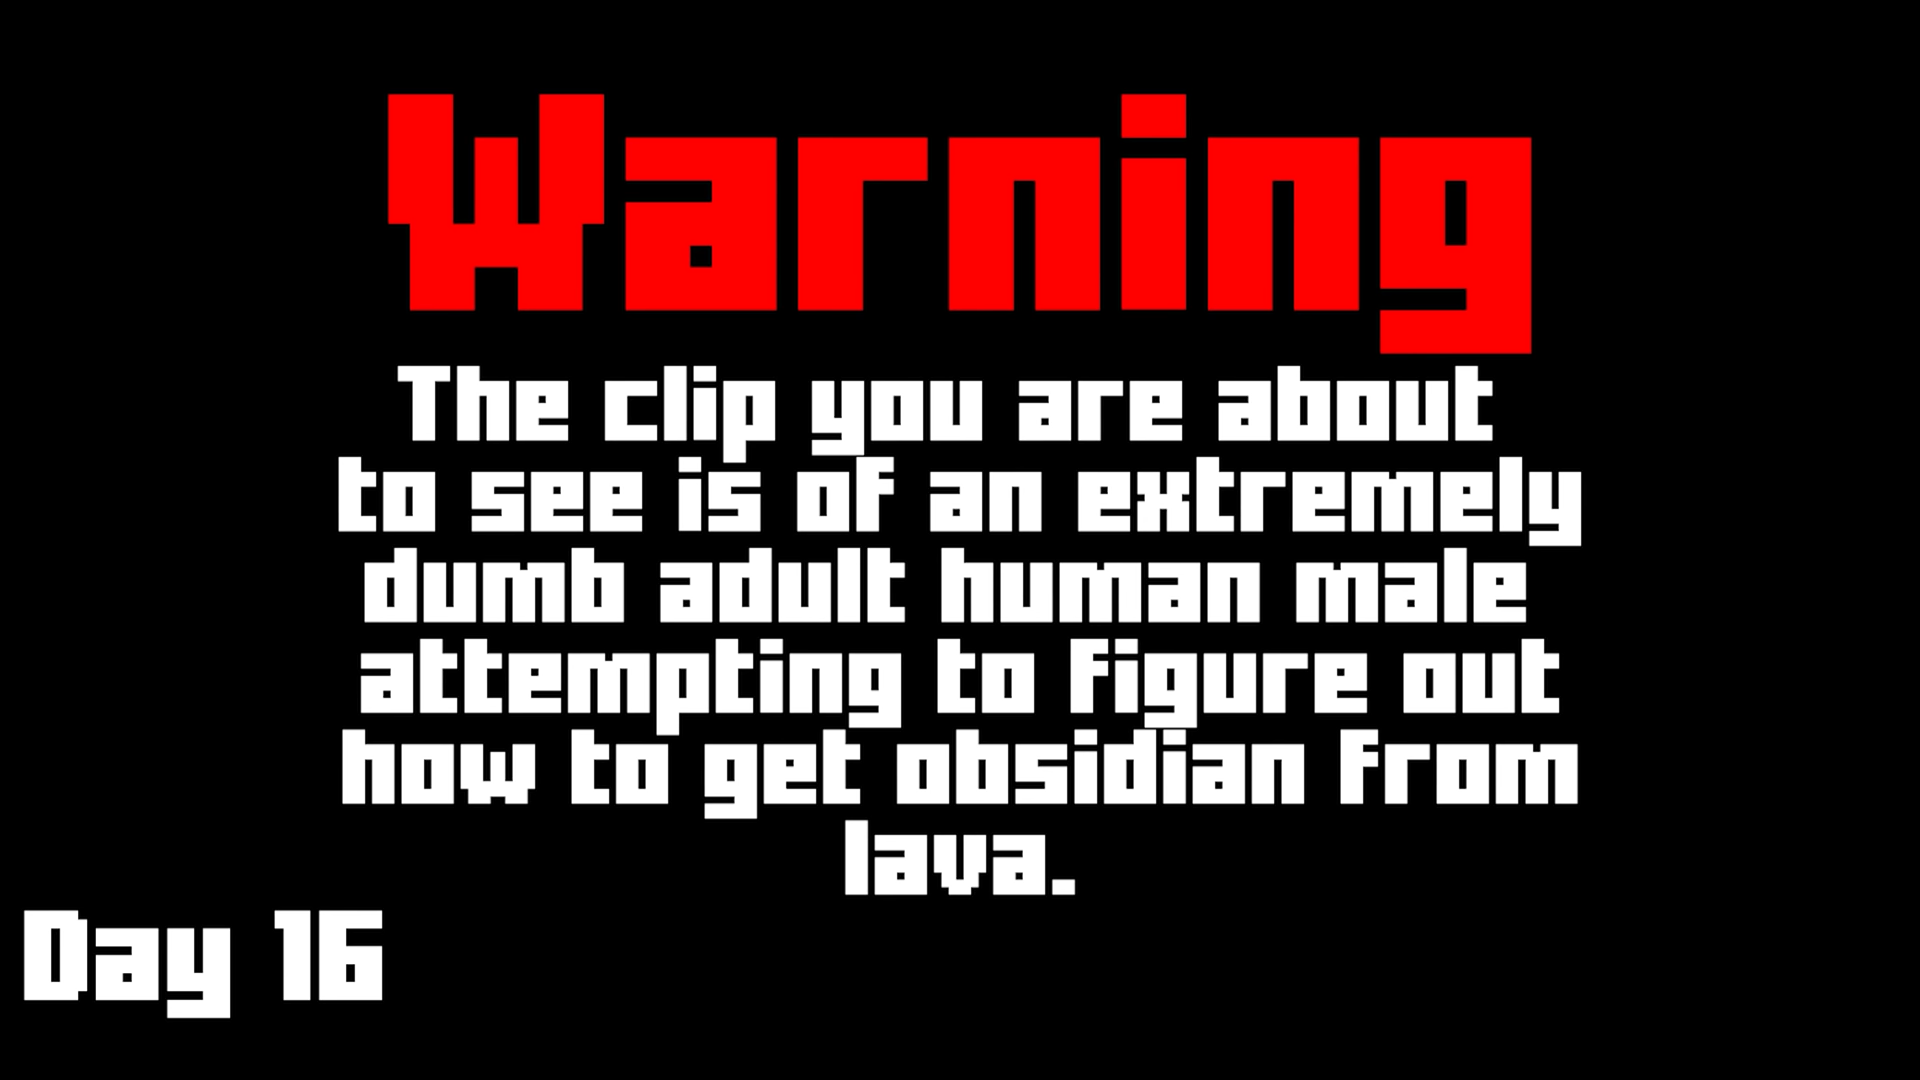 Warning
The clip you are about
to see is of an extremely
dumb adult human male
attempting to figure out
how to get obsidian from
lava.
Day 16